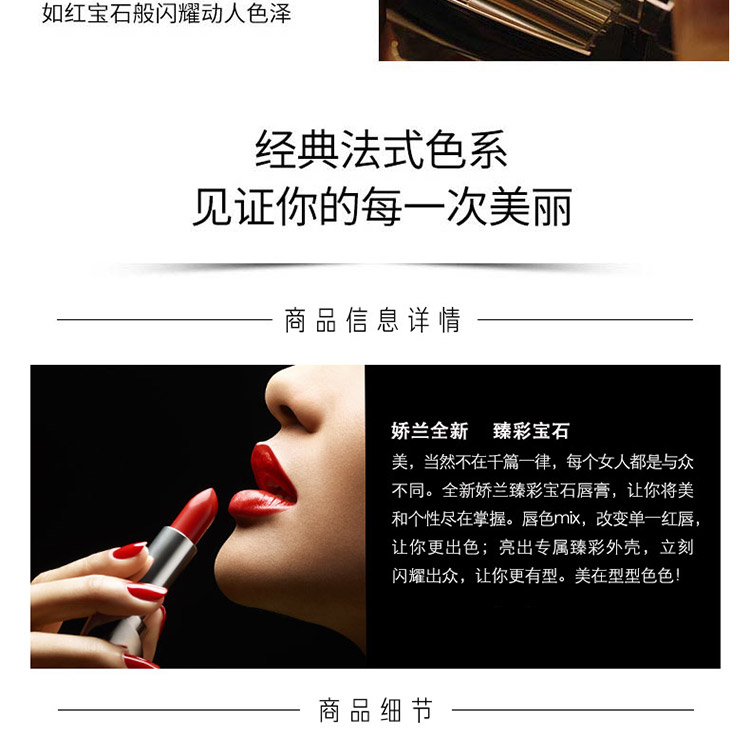 如红宝石般闪耀动人色泽
经典法式色系
见证你的每一次美丽
商品信息详情
娇兰全新 臻彩宝石
美，当然不在千篇一律，每个女人都是与众
不同。全新娇兰臻彩宝石唇膏，让你将美
和个性尽在掌握。唇色mix，改变单一红唇，
让你更出色；亮出专属臻彩外壳，立刻
闪耀出众，让你更有型。美在型型色色！
商品细节